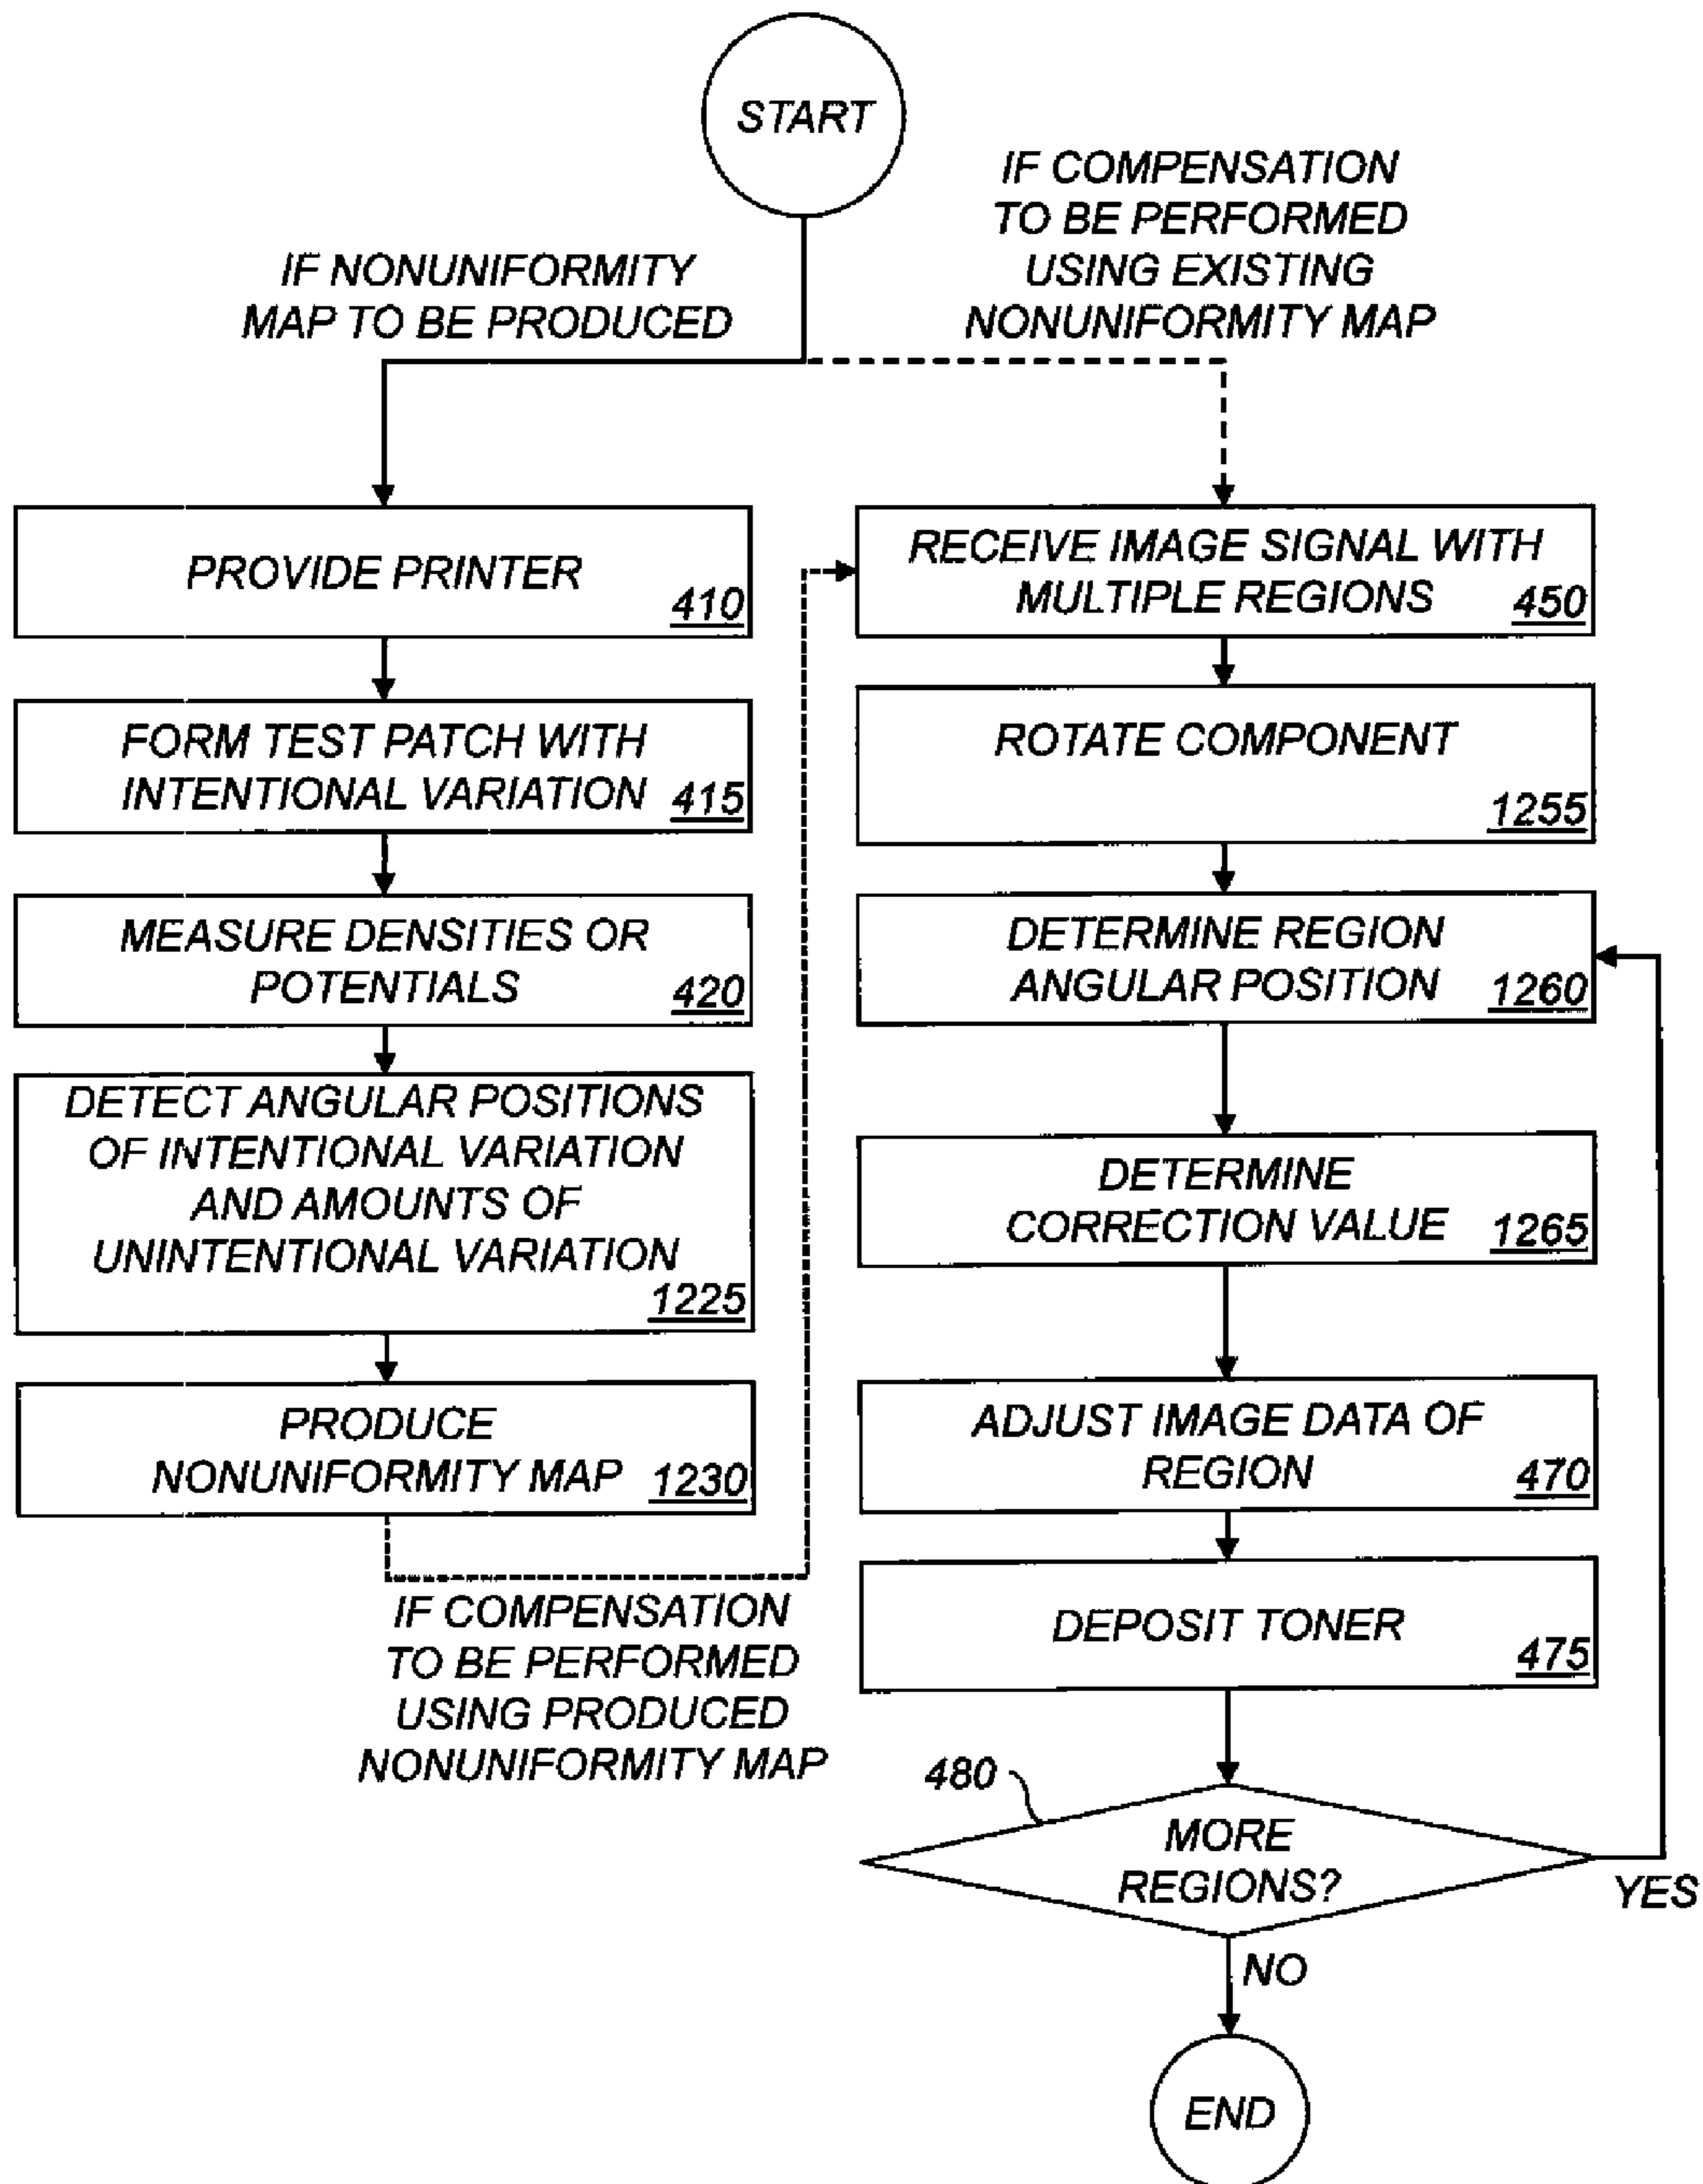 START
IF COMPENSATION
TO BE PERFORMED
USING EXISTING
NONUNIFORMITY MAP
IF NONUNIFORMITY
MAP TO BE PRODUCED
PROVIDE PRINTER
410
FORM TEST PATCH WITH
INTENTIONAL VARIATION 415
MEASURE DENSITIES OR
POTENTIALS 420
DETECT ANGULAR POSITIONS
OF INTENTIONAL VARIATION
AND AMOUNTS OF
UNINTENTIONAL VARIATION
1225
PRODUCE
NONUNIFORMITY MAP 1230
IF COMPENSATION
TO BE PERFORMED
USING PRODUCED
NONUNIFORMITY MAP
RECEIVE IMAGE SIGNAL WITH
MULTIPLE REGIONS 450
ROTATE COMPONENT
1255
DETERMINE REGION
ANGULAR POSITION 1260
DETERMINE
CORRECTION VALUE 1265
ADJUST IMAGE DATA OF
REGION 470
DEPOSIT TONER
475
480
MORE
REGIONS?
YES
NO
END